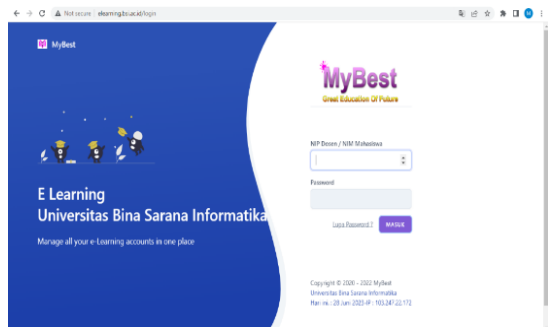 Not secure | elearning.bsi.ac.id/login
MyBest
MyBest
Great Education Of Future
NIP Dosen / NIM Mahasiswa
Password
Lupa Password ?
MASUK
E Learning
Universitas Bina Sarana Informatika
Manage all your e-Learning accounts in one place
Copyright © 2020 - 2022 MyBest
Universitas Bina Sarana Informatika
Hari ini : 28 Juni 2023 IP : 103.247.22.172